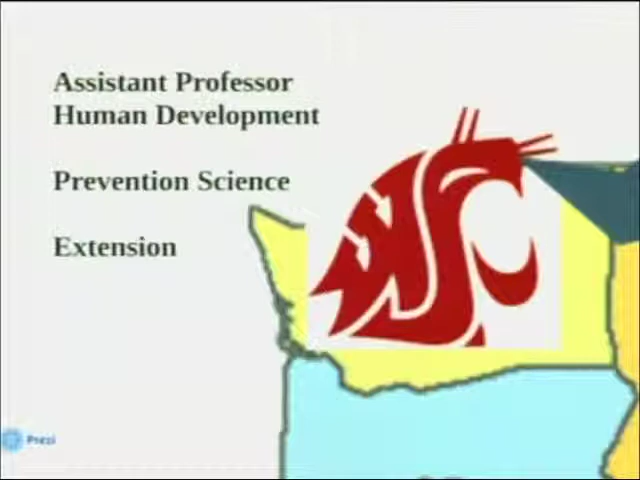 Assistant Professor
Human Development
Prevention Science
Extension
Prezi